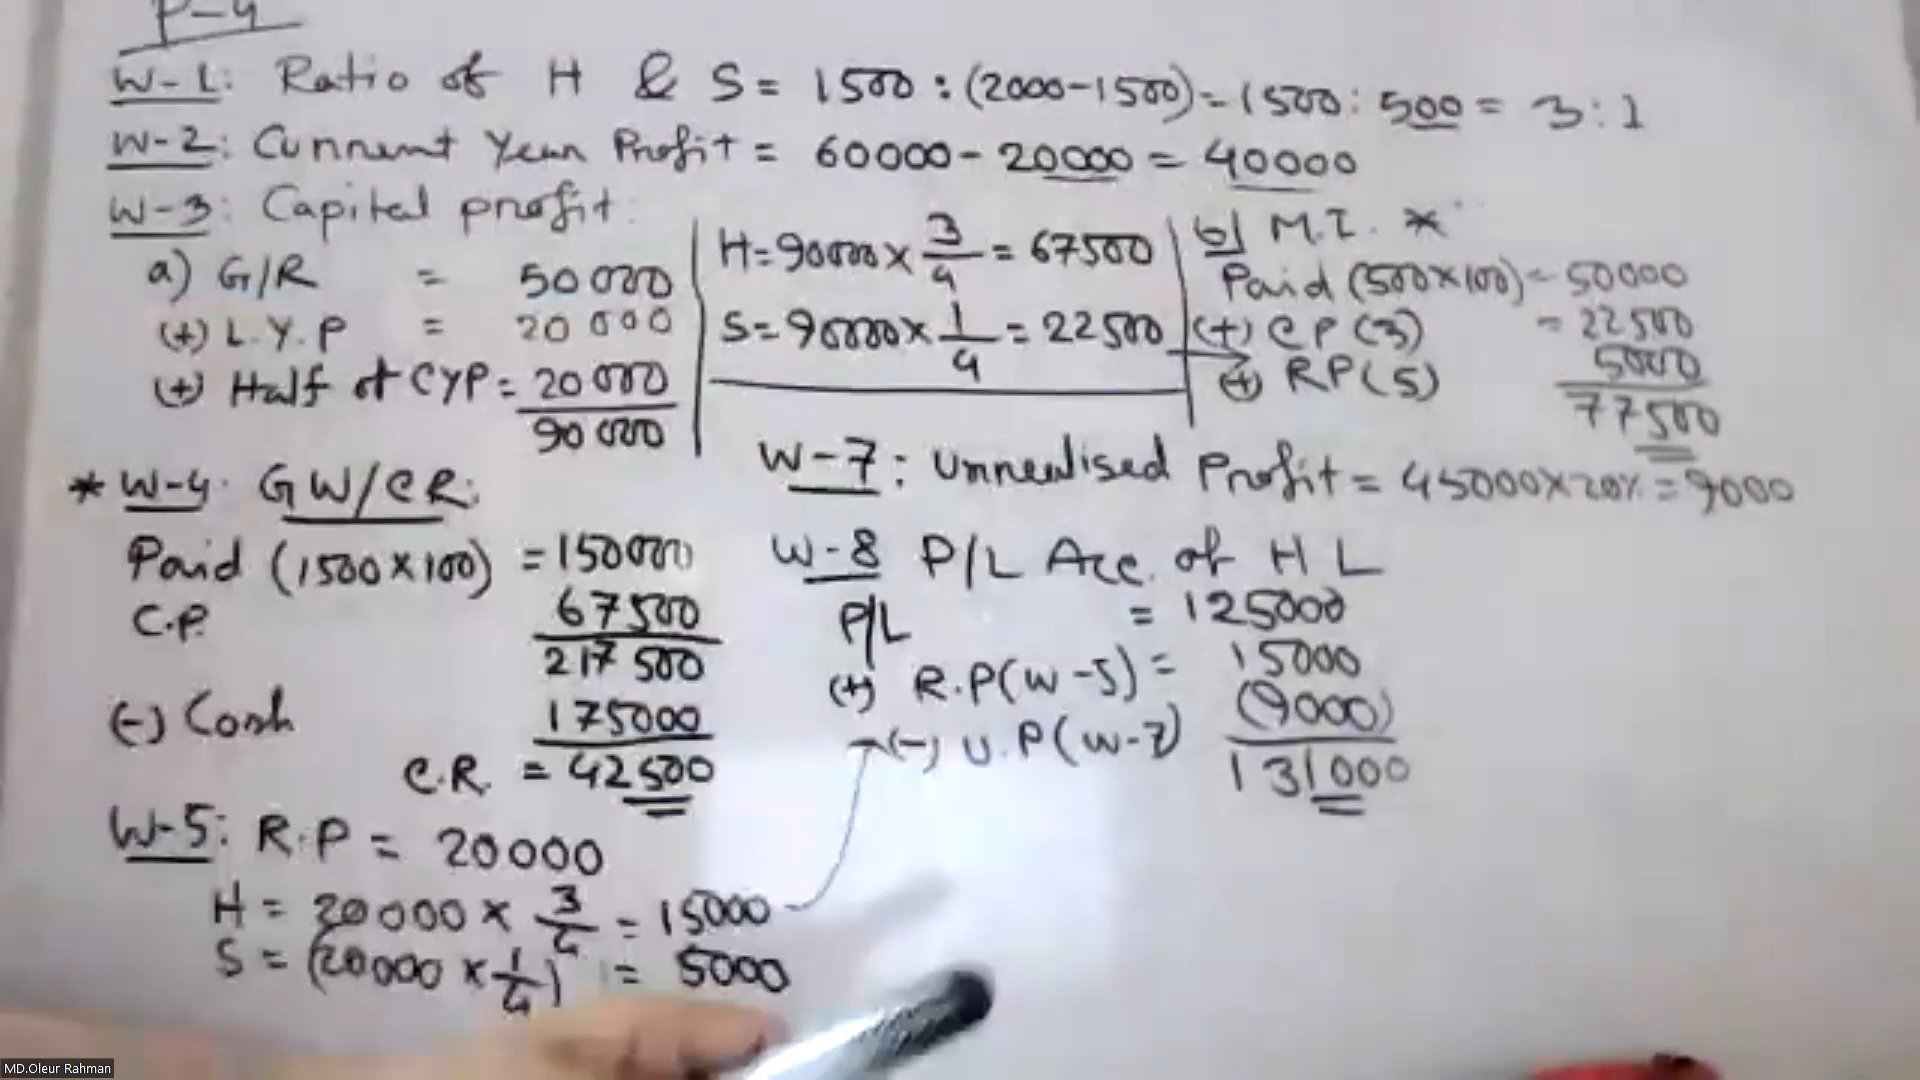 P-4
W-1: Ratio of H & S = 1500 : (2000-1500) = 1500 : 500 = 3 : 1
W-2: Current Year Profit = 60000 - 20000 = 40000
W-3: Capital profit:
a) G/R = 50000
(+) L.Y.P = 20000
(+) Half of CYP = 20000
90000
H = 90000 × 3/4 = 67500
S = 90000 × 1/4 = 22500
b) M.I. *
Paid (500×100) = 50000
(+) CP (3) = 22500
(+) RP (5) 5000
77500
* W-4: GW/CR:
Paid (1500×100) = 150000
C.P. 67500
217500
(-) Cash 175000
C.R. = 42500
W-5: R.P = 20000
H = 20000 × 3/4 = 15000
S = (20000 × 1/4) = 5000
W-7: Unrealised Profit = 45000×20% = 9000
W-8 P/L Acc. of H L
P/L = 125000
(+) R.P (W-5) = 15000
(-) U.P (W-7) (9000)
131000
MD.Oleur Rahman